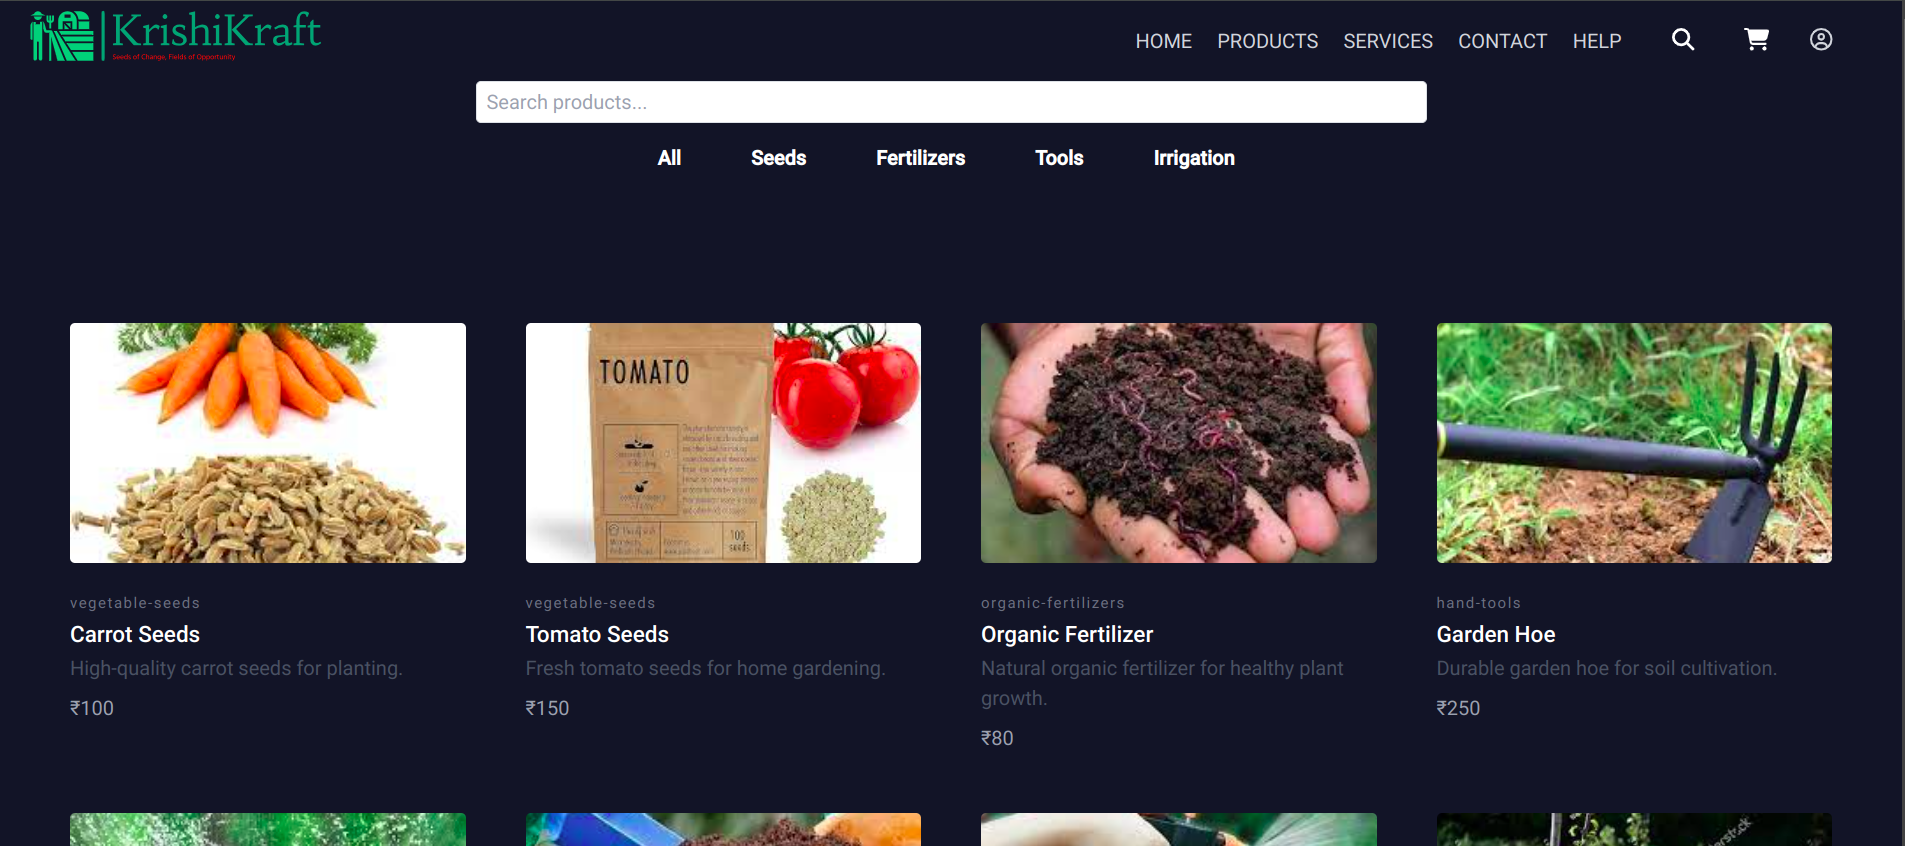 KrishiKraft
Seeds of Change, Fields of Opportunity
HOME PRODUCTS SERVICES CONTACT HELP
Search products...
All Seeds Fertilizers Tools Irrigation
TOMATO
100
seeds
vegetable-seeds
Carrot Seeds
High-quality carrot seeds for planting.
₹100
vegetable-seeds
Tomato Seeds
Fresh tomato seeds for home gardening.
₹150
organic-fertilizers
Organic Fertilizer
Natural organic fertilizer for healthy plant
growth.
₹80
hand-tools
Garden Hoe
Durable garden hoe for soil cultivation.
₹250